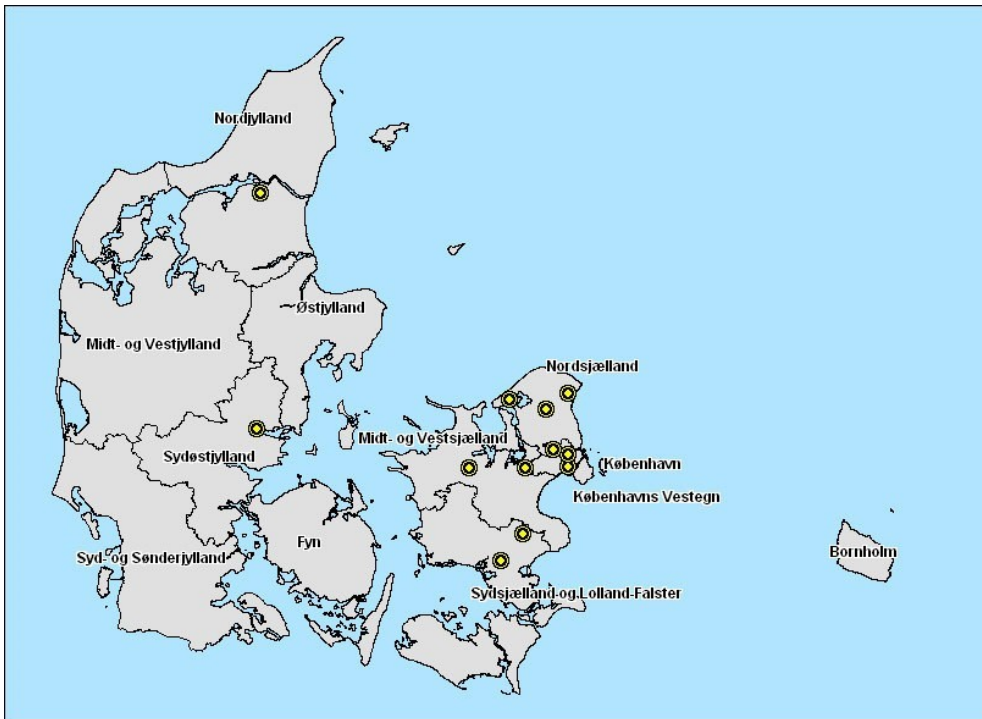 Nordjylland
Østjylland
Midt- og Vestjylland
Nordsjælland
Midt- og Vestsjælland
Sydøstjylland
København
Københavns Vestegn
Fyn
Bornholm
Syd- og Sønderjylland
Sydsjælland og Lolland-Falster